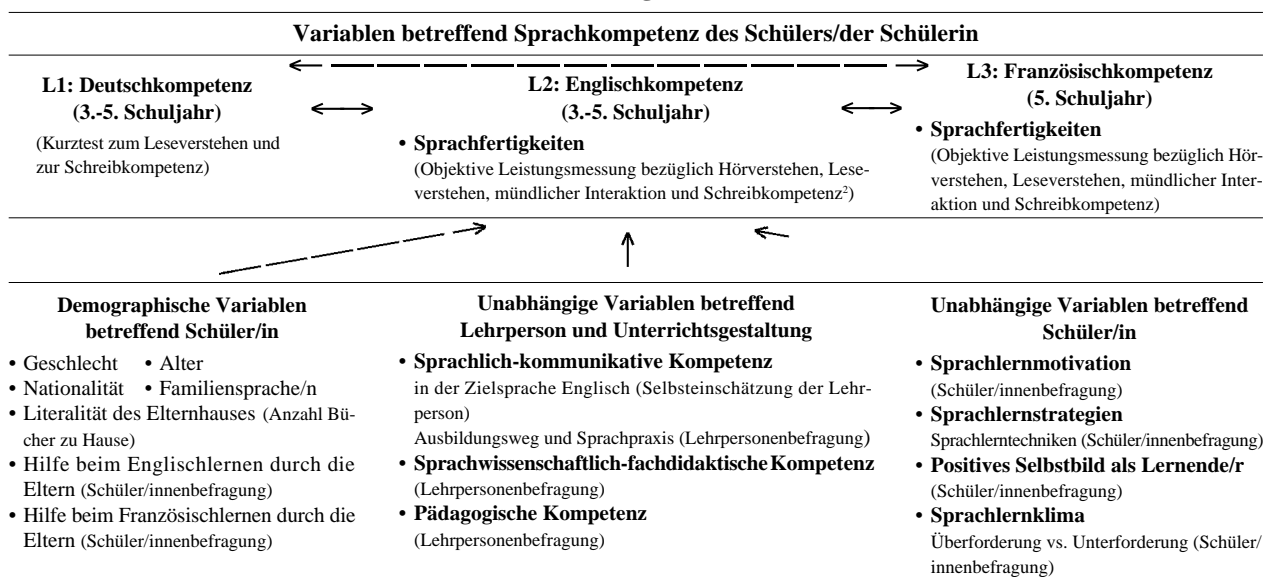 Variablen betreffend Sprachkompetenz des Schülers/der Schülerin
L1: Deutschkompetenz
(3.-5. Schuljahr)
(Kurztest zum Leseverstehen und
zur Schreibkompetenz)
L2: Englischkompetenz
(3.-5. Schuljahr)
• Sprachfertigkeiten
(Objektive Leistungsmessung bezüglich Hörverstehen, Lese-
verstehen, mündlicher Interaktion und Schreibkompetenz²)
L3: Französischkompetenz
(5. Schuljahr)
• Sprachfertigkeiten
(Objektive Leistungsmessung bezüglich Hör-
verstehen, Leseverstehen, mündlicher Inter-
aktion und Schreibkompetenz)
Demographische Variablen
betreffend Schüler/in
• Geschlecht • Alter
• Nationalität • Familiensprache/n
• Literalität des Elternhauses (Anzahl Bü-
cher zu Hause)
• Hilfe beim Englischlernen durch die
Eltern (Schüler/innenbefragung)
• Hilfe beim Französischlernen durch die
Eltern (Schüler/innenbefragung)
Unabhängige Variablen betreffend
Lehrperson und Unterrichtsgestaltung
• Sprachlich-kommunikative Kompetenz
in der Zielsprache Englisch (Selbsteinschätzung der Lehr-
person)
Ausbildungsweg und Sprachpraxis (Lehrpersonenbefragung)
• Sprachwissenschaftlich-fachdidaktische Kompetenz
(Lehrpersonenbefragung)
• Pädagogische Kompetenz
(Lehrpersonenbefragung)
Unabhängige Variablen betreffend
Schüler/in
• Sprachlernmotivation
(Schüler/innenbefragung)
• Sprachlernstrategien
Sprachlerntechniken (Schüler/innenbefragung)
• Positives Selbstbild als Lernende/r
(Schüler/innenbefragung)
• Sprachlernklima
Überforderung vs. Unterforderung (Schüler/
innenbefragung)